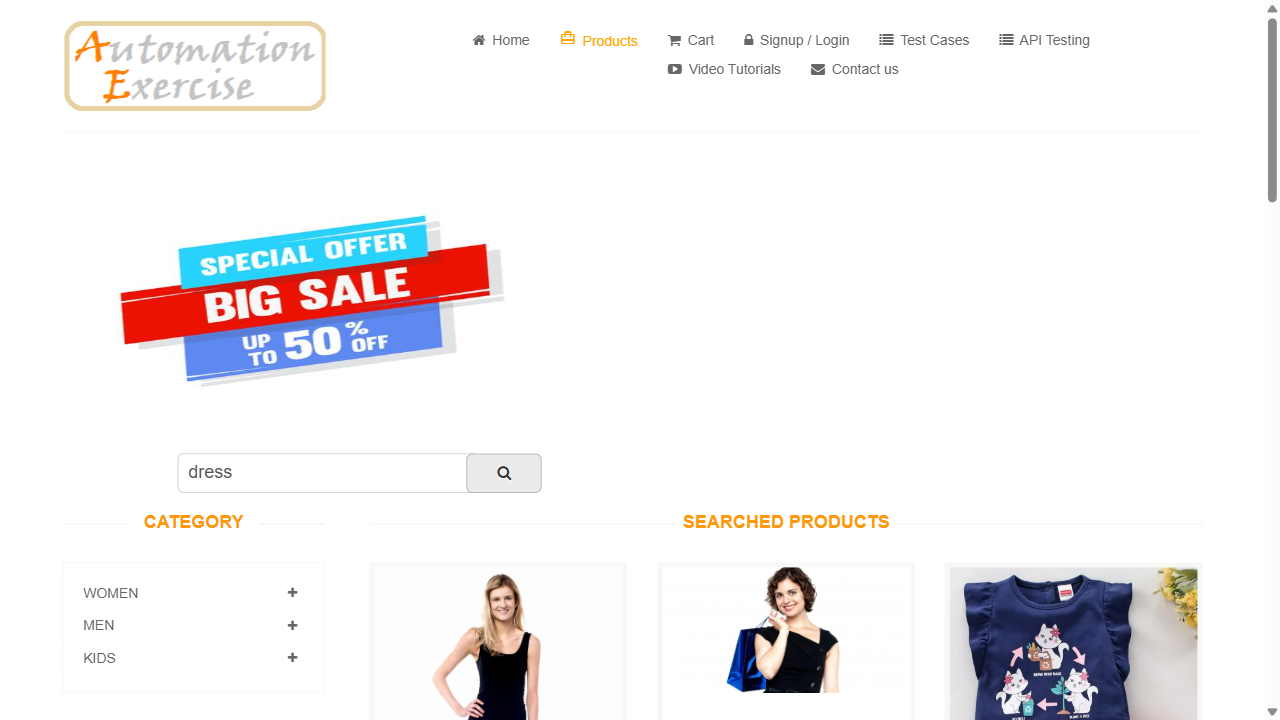 Automation
Exercise
Home
Products
Cart
Signup / Login
Test Cases
API Testing
Video Tutorials
Contact us
SPECIAL OFFER
BIG SALE
UP TO 50% OFF
dress
CATEGORY
SEARCHED PRODUCTS
WOMEN
MEN
KIDS